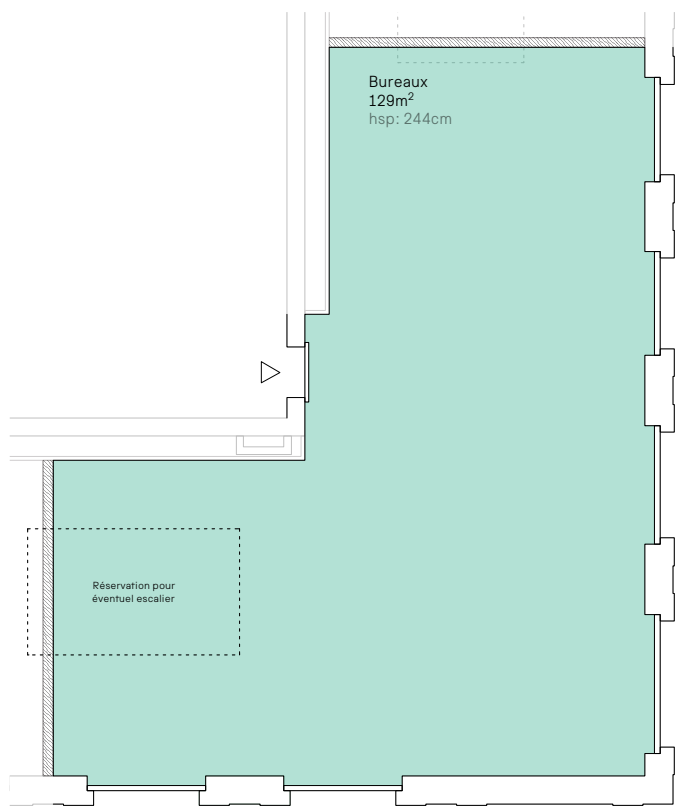 Bureaux
129m²
hsp: 244cm
Réservation pour
éventuel escalier